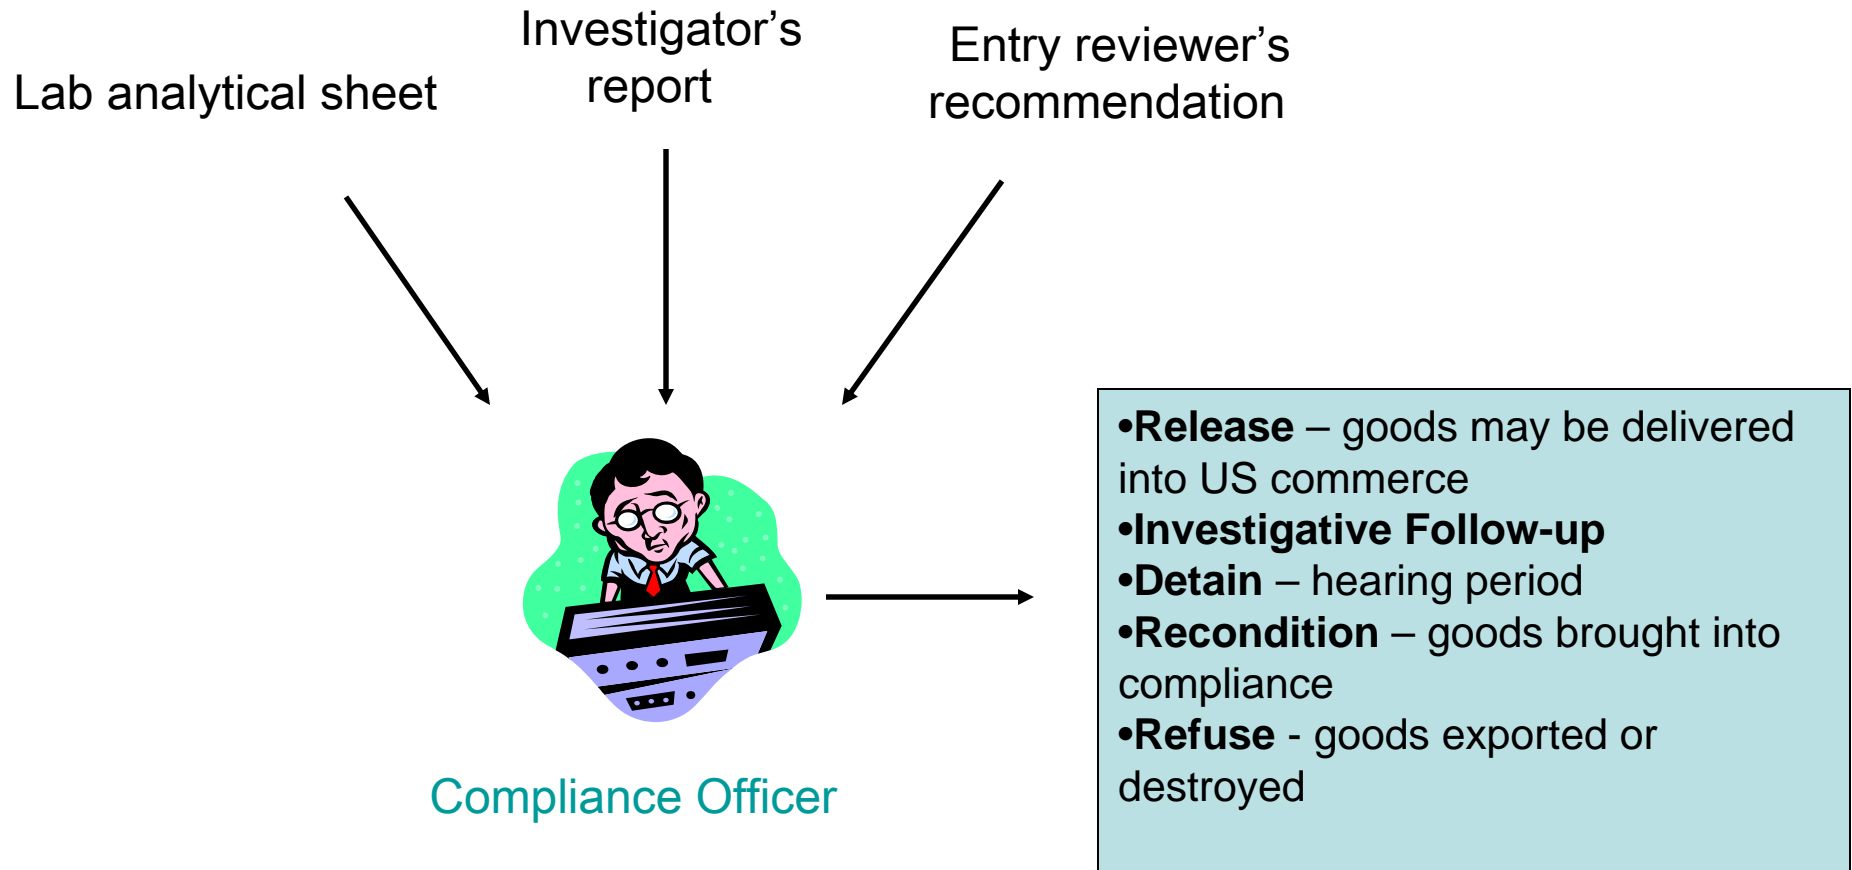 Lab analytical sheet
Investigator’s
report
Entry reviewer’s
recommendation
Compliance Officer
•Release – goods may be delivered
into US commerce
•Investigative Follow-up
•Detain – hearing period
•Recondition – goods brought into
compliance
•Refuse - goods exported or
destroyed